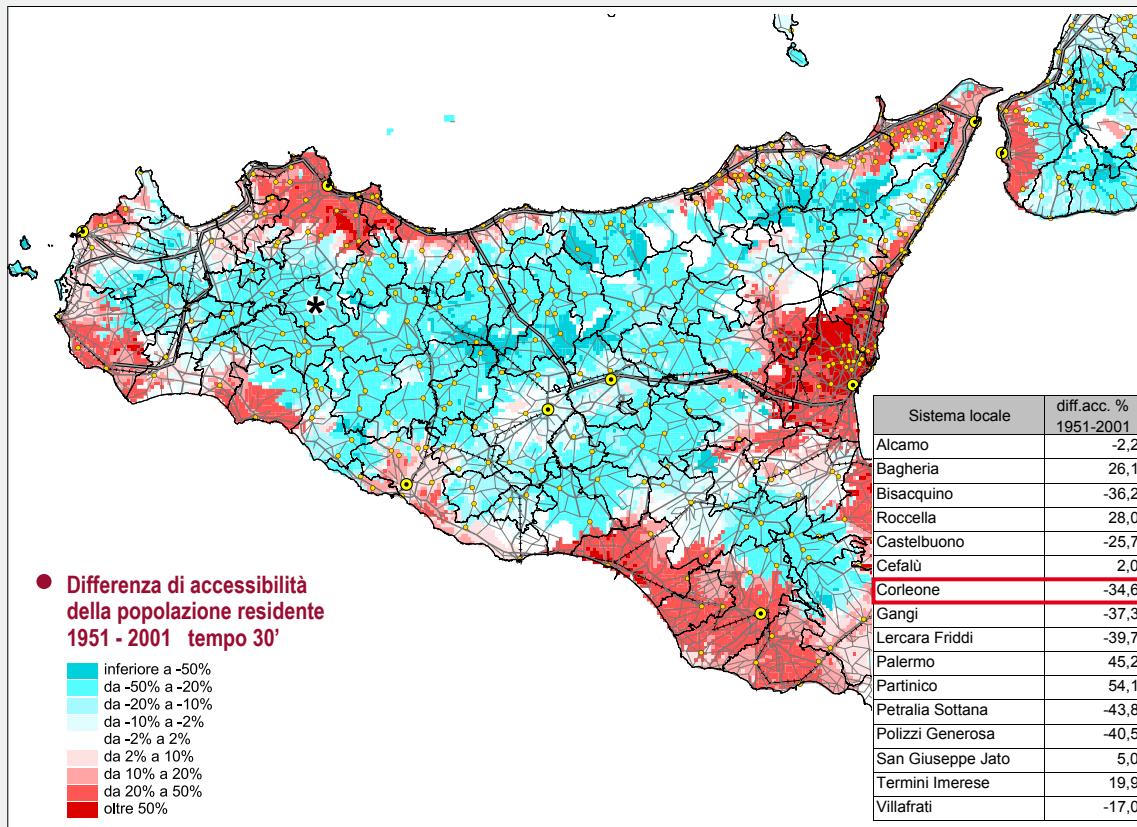 *
Sistema locale diff.acc. % 1951-2001
Alcamo -2,2
Bagheria 26,1
Bisacquino -36,2
Roccella 28,0
Castelbuono -25,7
Cefalù 2,0
Corleone -34,6
Gangi -37,3
Lercara Friddi -39,7
Palermo 45,2
Partinico 54,1
Petralia Sottana -43,8
Polizzi Generosa -40,5
San Giuseppe Jato 5,0
Termini Imerese 19,9
Villafrati -17,0
Differenza di accessibilità
della popolazione residente
1951 - 2001 tempo 30’
inferiore a -50%
da -50% a -20%
da -20% a -10%
da -10% a -2%
da -2% a 2%
da 2% a 10%
da 10% a 20%
da 20% a 50%
oltre 50%